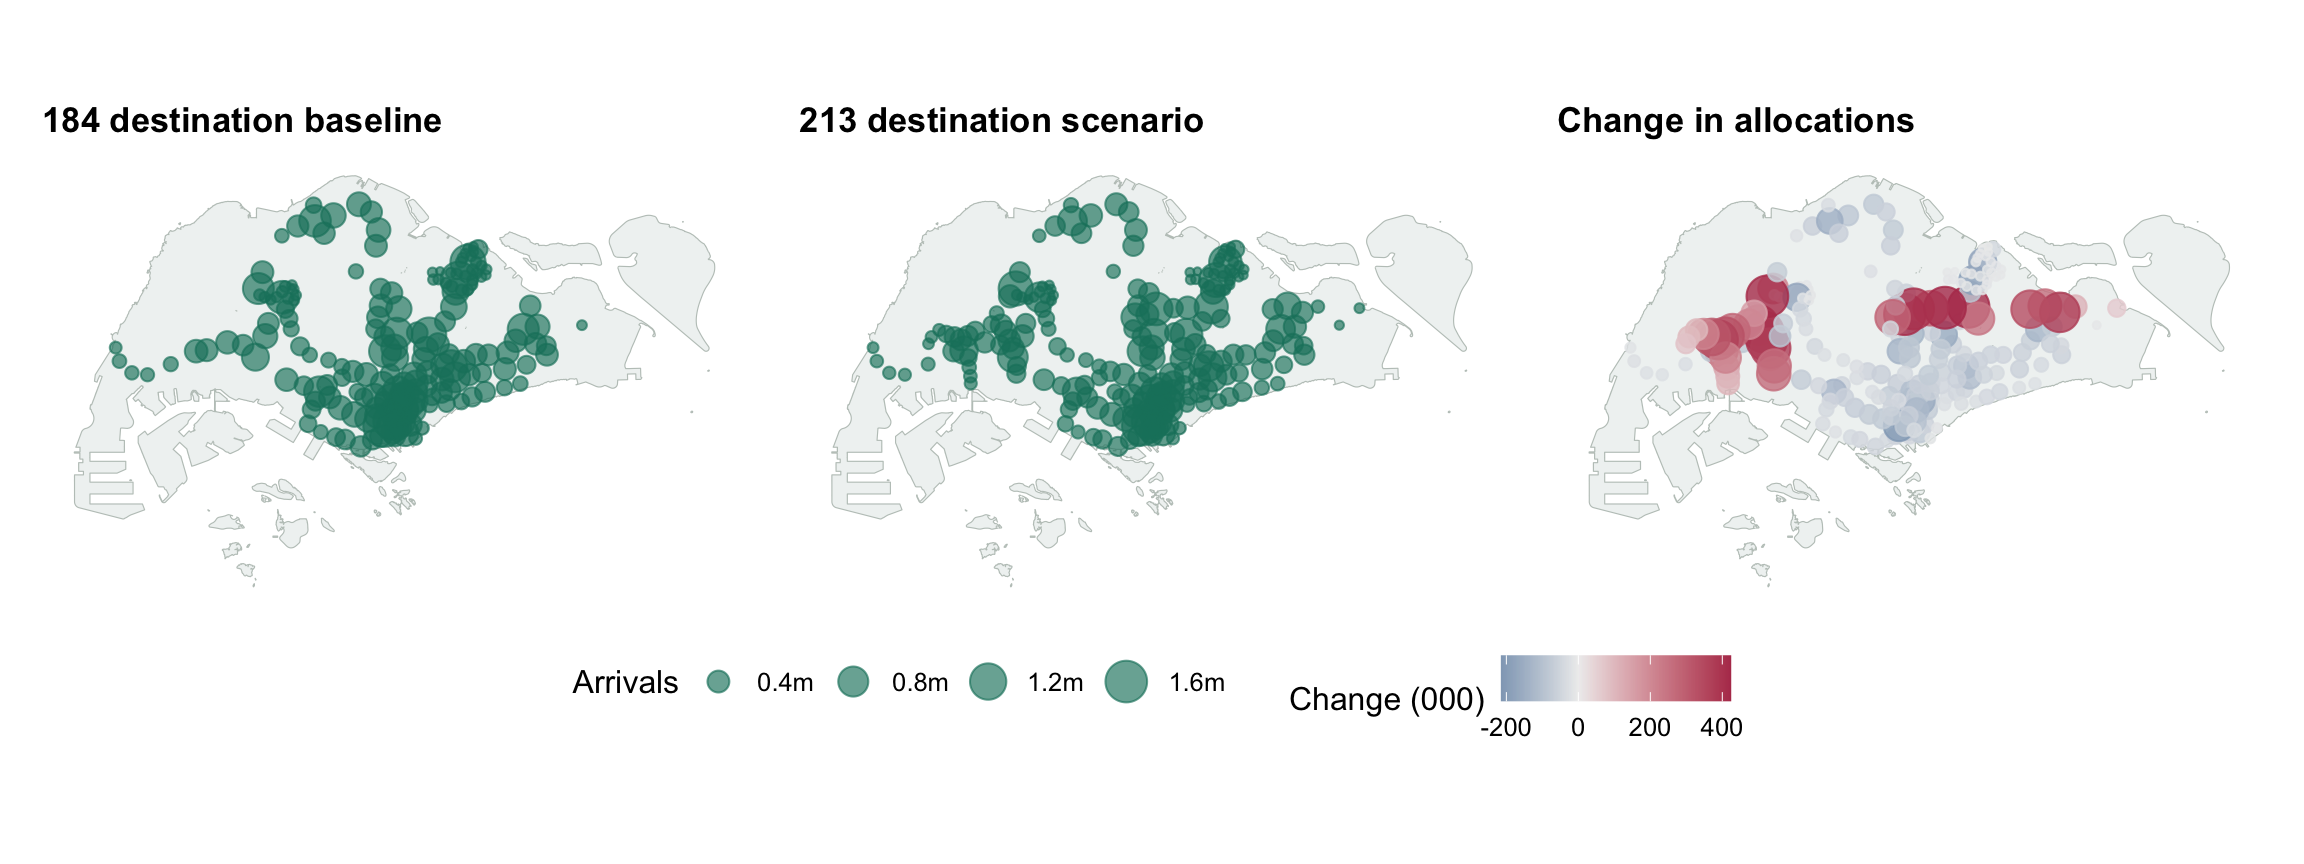 184 destination baseline
213 destination scenario
Change in allocations
Arrivals 0.4m 0.8m 1.2m 1.6m
Change (000)
-200 0 200 400